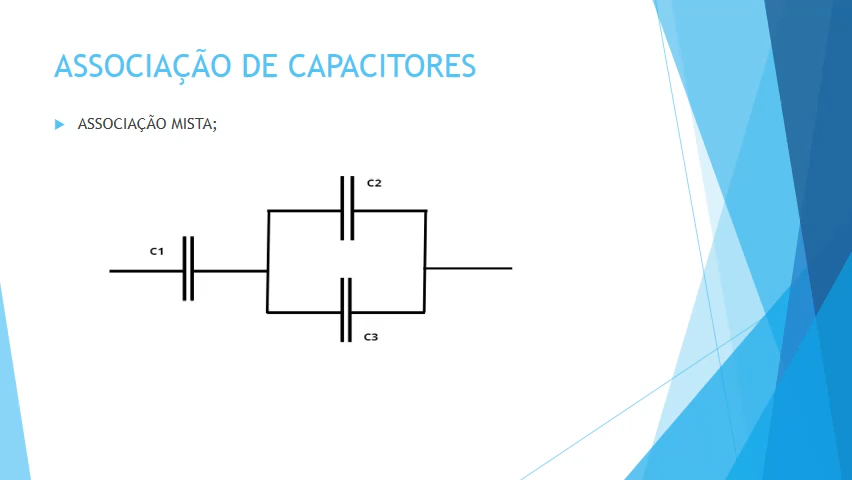 ASSOCIAÇÃO DE CAPACITORES
ASSOCIAÇÃO MISTA;
C2
C1
C3